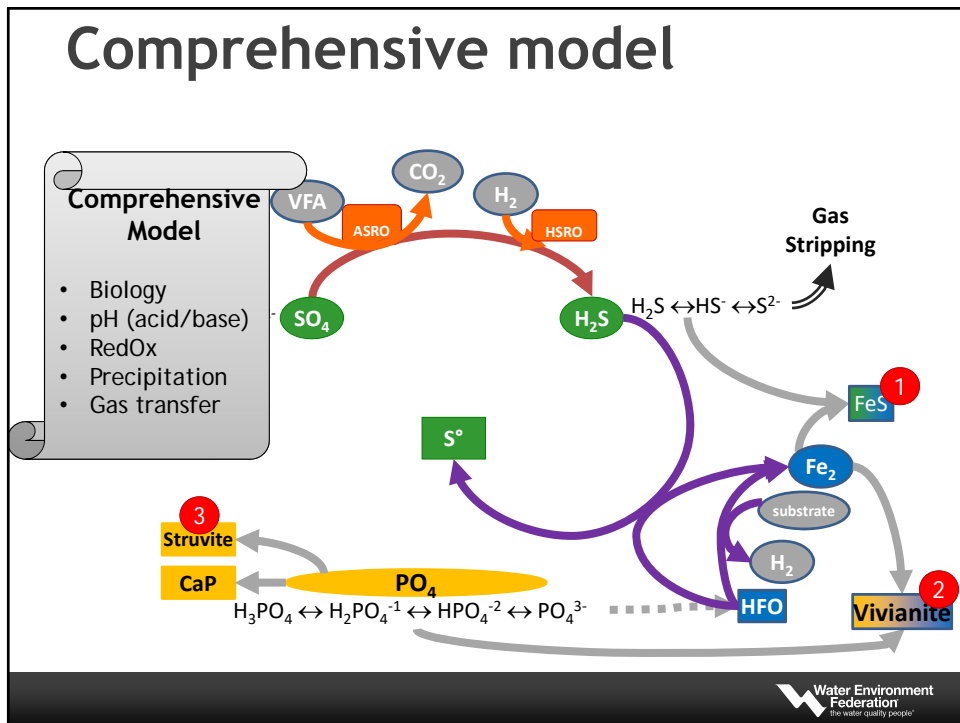 Comprehensive model
Comprehensive
Model
• Biology
• pH (acid/base)
• RedOx
• Precipitation
• Gas transfer
VFA
CO₂
H₂
ASRO
HSRO
Gas
Stripping
- SO₄
H₂S
H₂S ↔HS⁻ ↔S²⁻
1
FeS
S°
Fe₂
substrate
3
Struvite
H₂
CaP
PO₄
H₃PO₄ ↔ H₂PO₄⁻¹ ↔ HPO₄⁻² ↔ PO₄³⁻
HFO
2
Vivianite
Water Environment
Federation®
the water quality people®